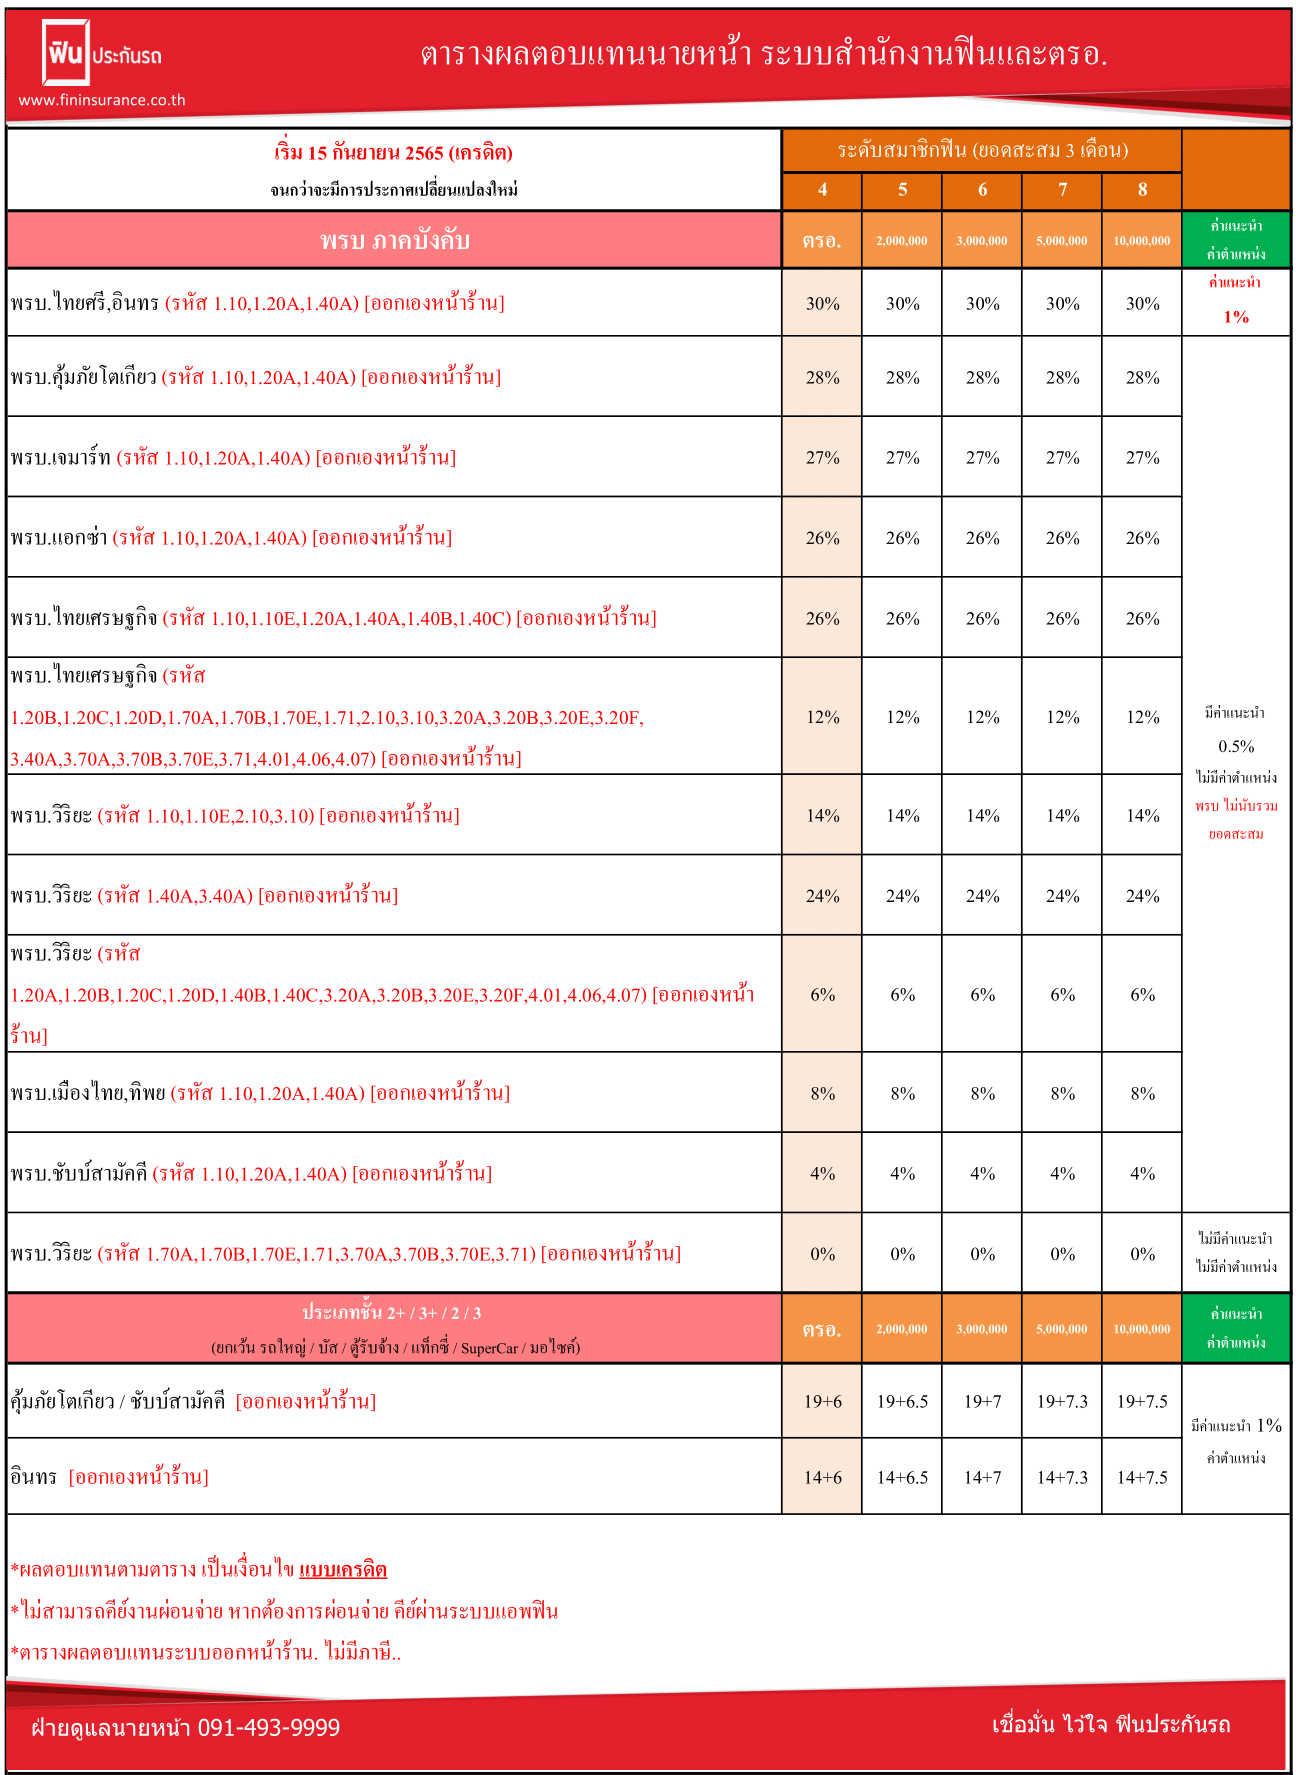 ฟิน ประกันรถ
www.fininsurance.co.th
ตารางผลตอบแทนนายหน้า ระบบสำนักงานฟินและตรอ.
เริ่ม 15 กันยายน 2565 (เครดิต)
จนกว่าจะมีการประกาศเปลี่ยนแปลงใหม่
ระดับสมาชิกฟิน (ยอดสะสม 3 เดือน)
4 5 6 7 8
พรบ ภาคบังคับ ตรอ. 2,000,000 3,000,000 5,000,000 10,000,000 ค่าแนะนำ
ค่าตำแหน่ง
พรบ.ไทยศรี,อินทร (รหัส 1.10,1.20A,1.40A) [ออกเองหน้าร้าน] 30% 30% 30% 30% 30% ค่าแนะนำ
1%
พรบ.คุ้มภัยโตเกียว (รหัส 1.10,1.20A,1.40A) [ออกเองหน้าร้าน] 28% 28% 28% 28% 28%
พรบ.เจมาร์ท (รหัส 1.10,1.20A,1.40A) [ออกเองหน้าร้าน] 27% 27% 27% 27% 27%
พรบ.แอกซ่า (รหัส 1.10,1.20A,1.40A) [ออกเองหน้าร้าน] 26% 26% 26% 26% 26%
พรบ.ไทยเศรษฐกิจ (รหัส 1.10,1.10E,1.20A,1.40A,1.40B,1.40C) [ออกเองหน้าร้าน] 26% 26% 26% 26% 26%
พรบ.ไทยเศรษฐกิจ (รหัส
1.20B,1.20C,1.20D,1.70A,1.70B,1.70E,1.71,2.10,3.10,3.20A,3.20B,3.20E,3.20F,
3.40A,3.70A,3.70B,3.70E,3.71,4.01,4.06,4.07) [ออกเองหน้าร้าน]
12% 12% 12% 12% 12%
มีค่าแนะนำ
0.5%
ไม่มีค่าตำแหน่ง
พรบ ไม่นับรวม
ยอดสะสม
พรบ.วิริยะ (รหัส 1.10,1.10E,2.10,3.10) [ออกเองหน้าร้าน] 14% 14% 14% 14% 14%
พรบ.วิริยะ (รหัส 1.40A,3.40A) [ออกเองหน้าร้าน] 24% 24% 24% 24% 24%
พรบ.วิริยะ (รหัส
1.20A,1.20B,1.20C,1.20D,1.40B,1.40C,3.20A,3.20B,3.20E,3.20F,4.01,4.06,4.07) [ออกเองหน้า
ร้าน]
6% 6% 6% 6% 6%
พรบ.เมืองไทย,ทิพย (รหัส 1.10,1.20A,1.40A) [ออกเองหน้าร้าน] 8% 8% 8% 8% 8%
พรบ.ชับบ์สามัคคี (รหัส 1.10,1.20A,1.40A) [ออกเองหน้าร้าน] 4% 4% 4% 4% 4%
พรบ.วิริยะ (รหัส 1.70A,1.70B,1.70E,1.71,3.70A,3.70B,3.70E,3.71) [ออกเองหน้าร้าน] 0% 0% 0% 0% 0% ไม่มีค่าแนะนำ
ไม่มีค่าตำแหน่ง
ประเภทชั้น 2+ / 3+ / 2 / 3
(ยกเว้น รถใหญ่ / บัส / ตู้รับจ้าง / แท็กซี่ / SuperCar / มอไซค์)
ตรอ. 2,000,000 3,000,000 5,000,000 10,000,000 ค่าแนะนำ
ค่าตำแหน่ง
คุ้มภัยโตเกียว / ชับบ์สามัคคี [ออกเองหน้าร้าน] 19+6 19+6.5 19+7 19+7.3 19+7.5
มีค่าแนะนำ 1%
ค่าตำแหน่ง
อินทร [ออกเองหน้าร้าน] 14+6 14+6.5 14+7 14+7.3 14+7.5
*ผลตอบแทนตามตาราง เป็นเงื่อนไข แบบเครดิต
*ไม่สามารถคีย์งานผ่อนจ่าย หากต้องการผ่อนจ่าย คีย์ผ่านระบบแอพฟิน
*ตารางผลตอบแทนระบบออกหน้าร้าน. ไม่มีภาษี..
ฝ่ายดูแลนายหน้า 091-493-9999
เชื่อมั่น ไว้ใจ ฟินประกันรถ